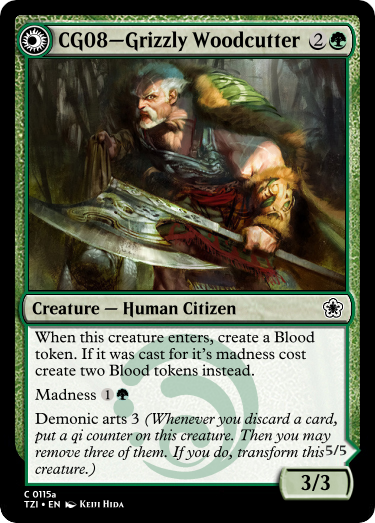 CG08—Grizzly Woodcutter 2
Creature — Human Citizen
When this creature enters, create a Blood
token. If it was cast for it's madness cost
create two Blood tokens instead.
Madness 1
Demonic arts 3 (Whenever you discard a card,
put a qi counter on this creature. Then you may
remove three of them. If you do, transform this
creature.)
5/5
3/3
C 0115a
TZI • EN Keiji Hida